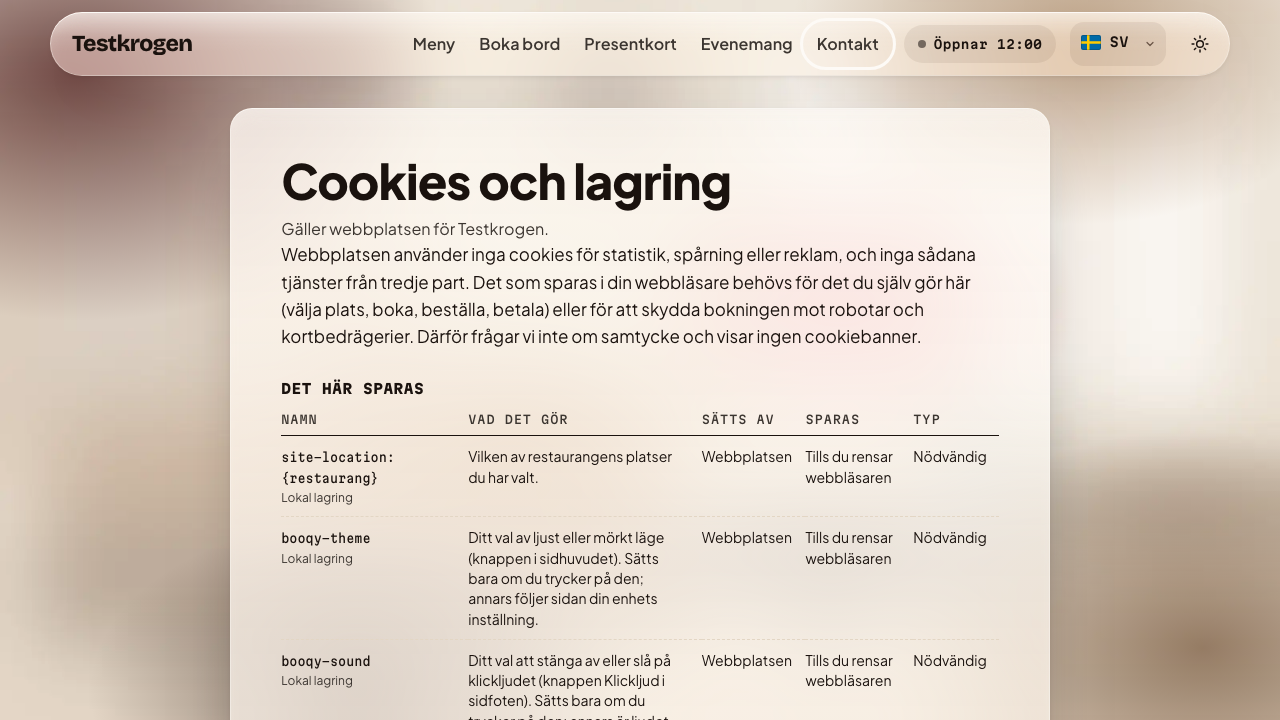 Testkrogen
Meny
Boka bord
Presentkort
Evenemang
Kontakt
Öppnar 12:00
SV
Cookies och lagring
Gäller webbplatsen för Testkrogen.
Webbplatsen använder inga cookies för statistik, spårning eller reklam, och inga sådana
tjänster från tredje part. Det som sparas i din webbläsare behövs för det du själv gör här
(välja plats, boka, beställa, betala) eller för att skydda bokningen mot robotar och
kortbedrägerier. Därför frågar vi inte om samtycke och visar ingen cookiebanner.
DET HÄR SPARAS
NAMN VAD DET GÖR SÄTTS AV SPARAS TYP
site-location: Vilken av restaurangens platser Webbplatsen Tills du rensar Nödvändig
{restaurang} du har valt. webbläsaren
Lokal lagring
booqy-theme Ditt val av ljust eller mörkt läge Webbplatsen Tills du rensar Nödvändig
Lokal lagring (knappen i sidhuvudet). Sätts webbläsaren
bara om du trycker på den;
annars följer sidan din enhets
inställning.
booqy-sound Ditt val att stänga av eller slå på Webbplatsen Tills du rensar Nödvändig
Lokal lagring klickljudet (knappen Klickljud i webbläsaren
sidfoten). Sätts bara om du